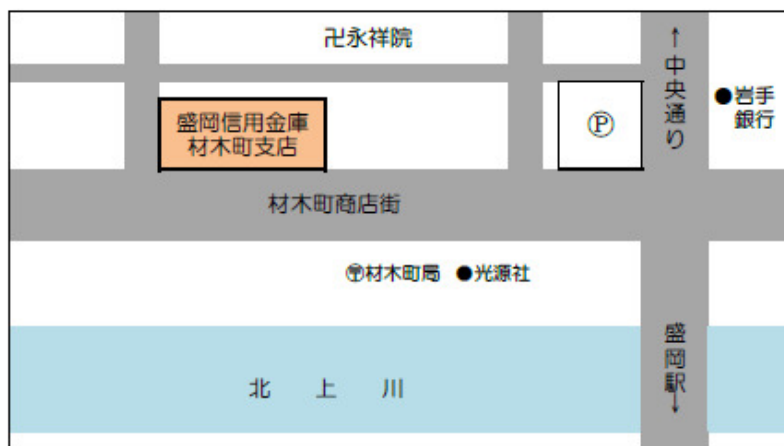 卍永祥院
↑中央通り
●岩手
銀行
盛岡信用金庫
材木町支店
Ⓟ
材木町商店街
〶材木町局 ●光源社
盛岡駅↓
北上川